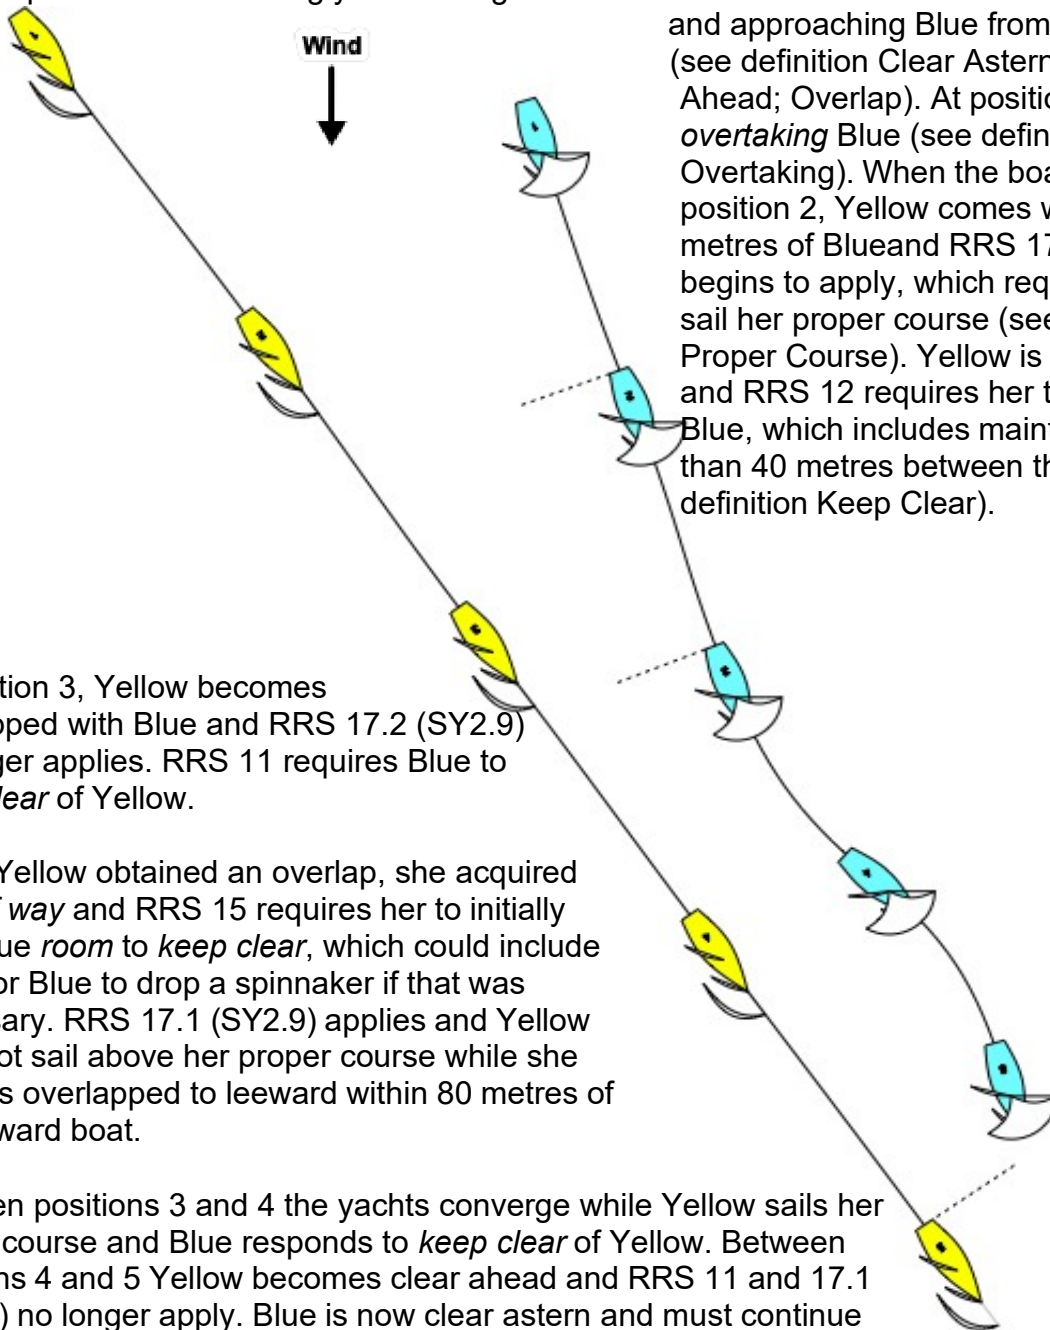 Wind
and approaching Blue from
(see definition Clear Astern
Ahead; Overlap). At positio
overtaking Blue (see defin
Overtaking). When the boa
position 2, Yellow comes w
metres of Blueand RRS 17
begins to apply, which req
sail her proper course (see
Proper Course). Yellow is
and RRS 12 requires her t
Blue, which includes maint
than 40 metres between th
definition Keep Clear).
tion 3, Yellow becomes
pped with Blue and RRS 17.2 (SY2.9)
ger applies. RRS 11 requires Blue to
lear of Yellow.
Yellow obtained an overlap, she acquired
way and RRS 15 requires her to initially
ue room to keep clear, which could include
or Blue to drop a spinnaker if that was
sary. RRS 17.1 (SY2.9) applies and Yellow
ot sail above her proper course while she
s overlapped to leeward within 80 metres of
ward boat.
en positions 3 and 4 the yachts converge while Yellow sails her
course and Blue responds to keep clear of Yellow. Between
ns 4 and 5 Yellow becomes clear ahead and RRS 11 and 17.1
) no longer apply. Blue is now clear astern and must continue